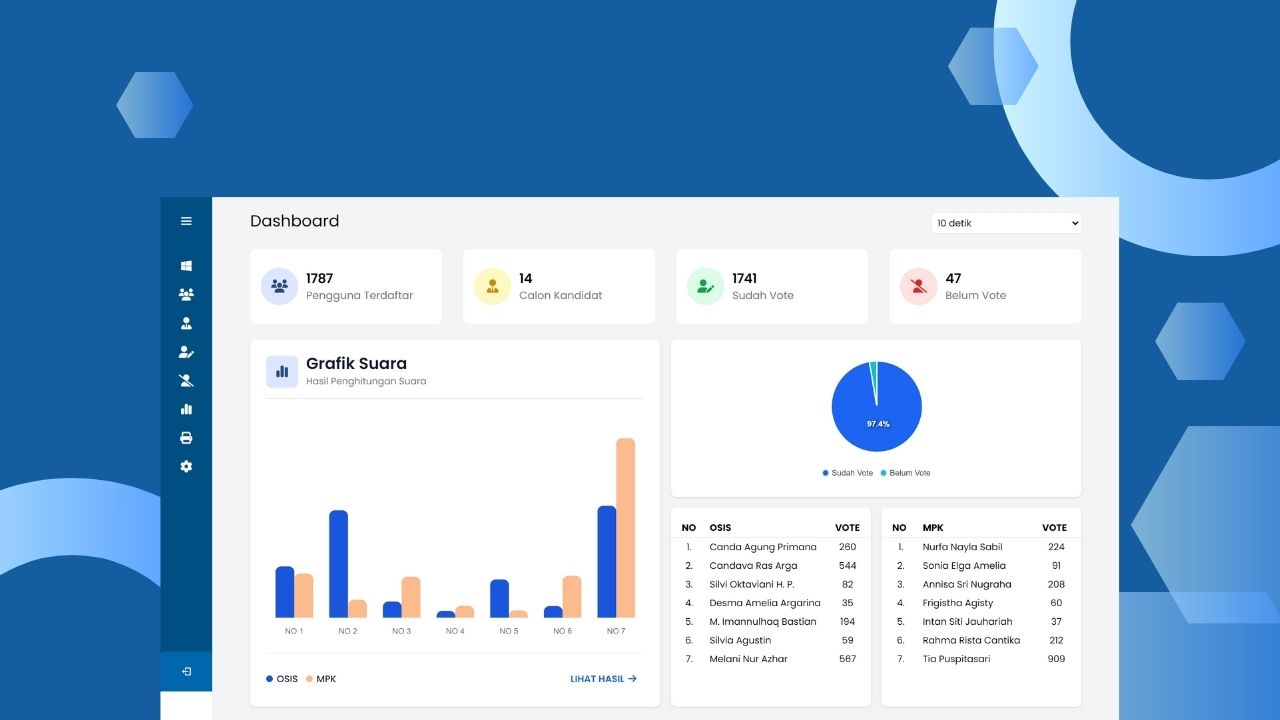 Dashboard
10 detik
1787
Pengguna Terdaftar
14
Calon Kandidat
1741
Sudah Vote
47
Belum Vote
Grafik Suara
Hasil Penghitungan Suara
NO 1 NO 2 NO 3 NO 4 NO 5 NO 6 NO 7
OSIS MPK
LIHAT HASIL →
97.4%
Sudah Vote Belum Vote
NO OSIS VOTE
1. Canda Agung Primana 260
2. Candava Ras Arga 544
3. Silvi Oktaviani H. P. 82
4. Desma Amelia Argarina 35
5. M. Imannulhaq Bastian 194
6. Silvia Agustin 59
7. Melani Nur Azhar 567
NO MPK VOTE
1. Nurfa Nayla Sabil 224
2. Sonia Elga Amelia 91
3. Annisa Sri Nugraha 208
4. Frigistha Agisty 60
5. Intan Siti Jauhariah 37
6. Rahma Rista Cantika 212
7. Tia Puspitasari 909